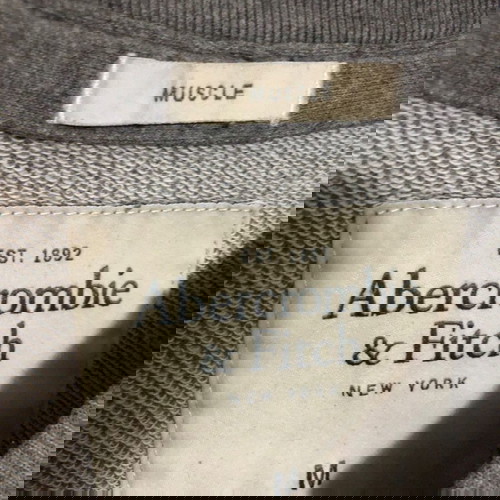 MUSCLE
EST. 1892
Abercrombie
& Fitch
NEW YORK
M